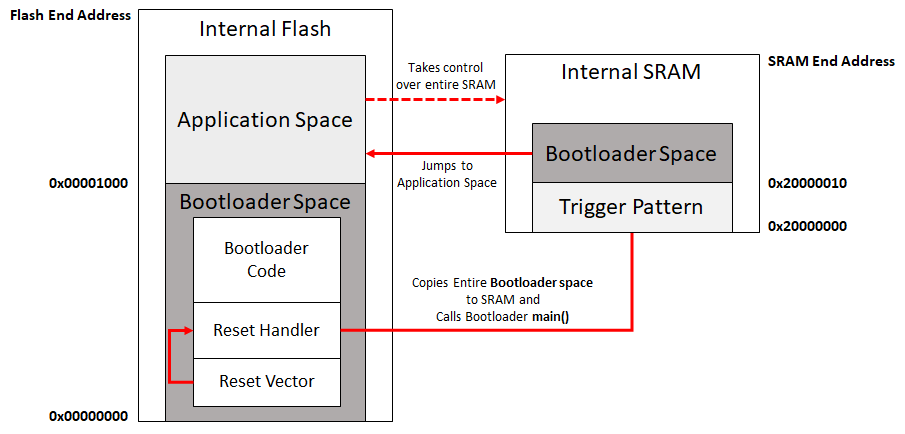 Flash End Address
Internal Flash
Application Space
0x00001000
Bootloader Space
Bootloader
Code
Reset Handler
Reset Vector
0x00000000
Takes control
over entire SRAM
Jumps to
Application Space
Copies Entire Bootloader space
to SRAM and
Calls Bootloader main()
SRAM End Address
Internal SRAM
Bootloader Space
0x20000010
Trigger Pattern
0x20000000